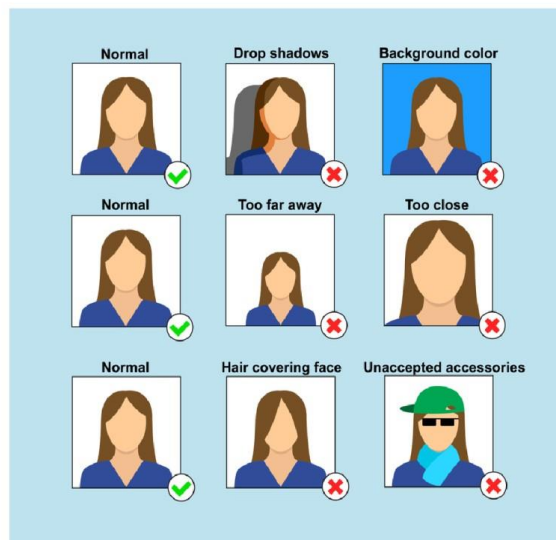 Normal
Drop shadows
Background color
Normal
Too far away
Too close
Normal
Hair covering face
Unaccepted accessories